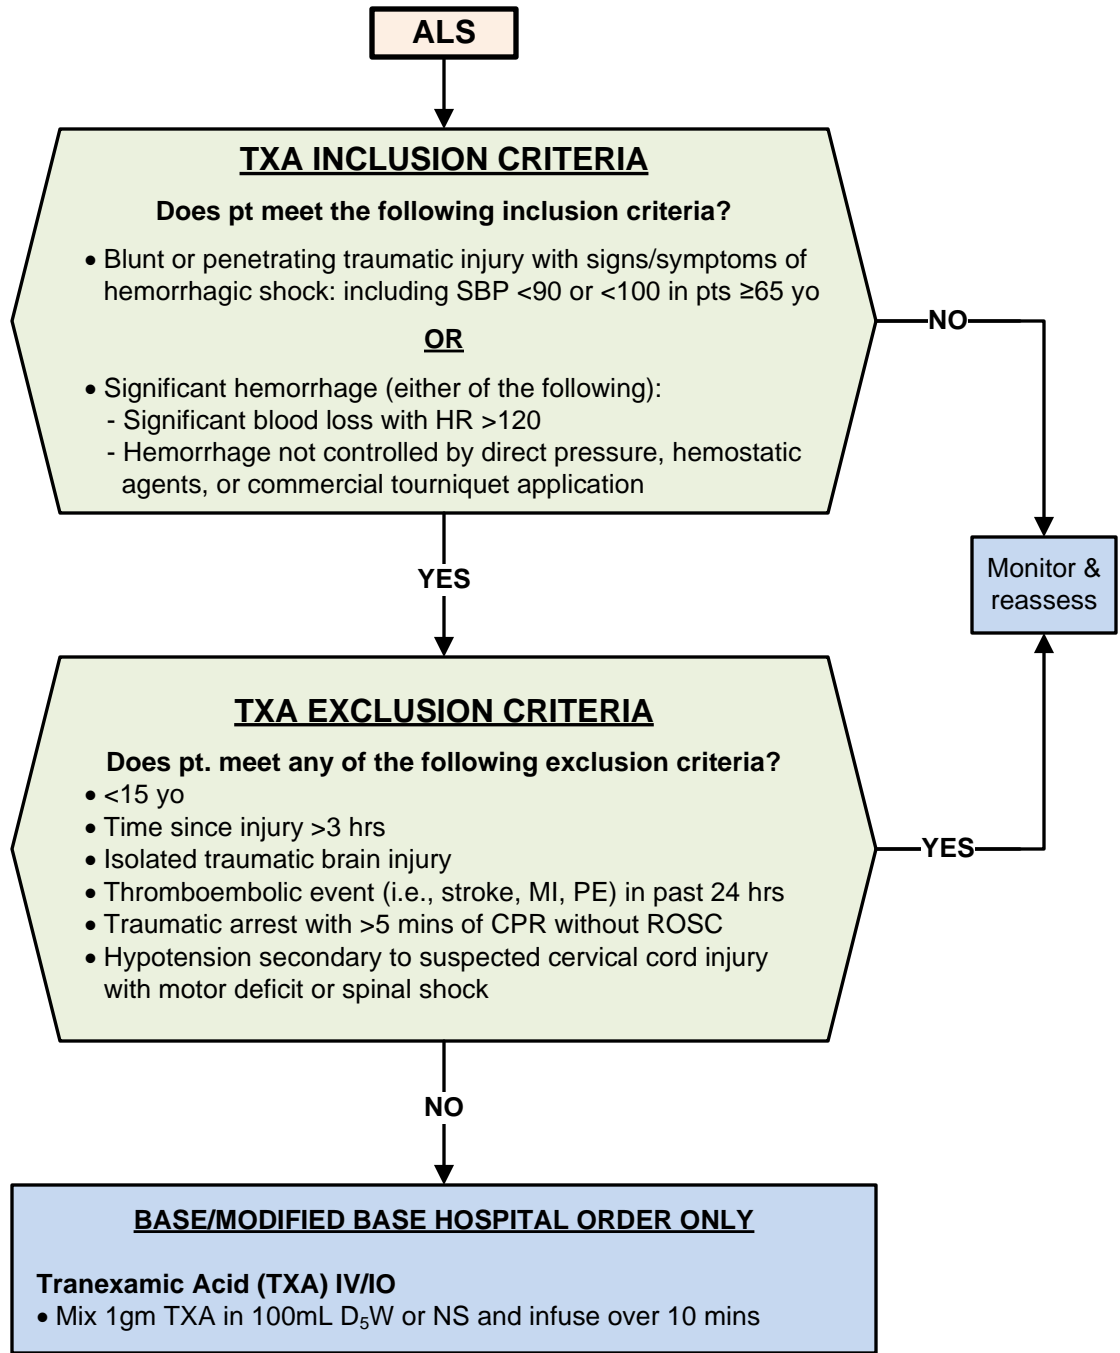 ALS
TXA INCLUSION CRITERIA
Does pt meet the following inclusion criteria?
• Blunt or penetrating traumatic injury with signs/symptoms of
hemorrhagic shock: including SBP <90 or <100 in pts ≥65 yo
OR
• Significant hemorrhage (either of the following):
- Significant blood loss with HR >120
- Hemorrhage not controlled by direct pressure, hemostatic
agents, or commercial tourniquet application
NO
Monitor &
reassess
YES
TXA EXCLUSION CRITERIA
Does pt. meet any of the following exclusion criteria?
• <15 yo
• Time since injury >3 hrs
• Isolated traumatic brain injury
• Thromboembolic event (i.e., stroke, MI, PE) in past 24 hrs
• Traumatic arrest with >5 mins of CPR without ROSC
• Hypotension secondary to suspected cervical cord injury
with motor deficit or spinal shock
YES
NO
BASE/MODIFIED BASE HOSPITAL ORDER ONLY
Tranexamic Acid (TXA) IV/IO
• Mix 1gm TXA in 100mL D₅W or NS and infuse over 10 mins